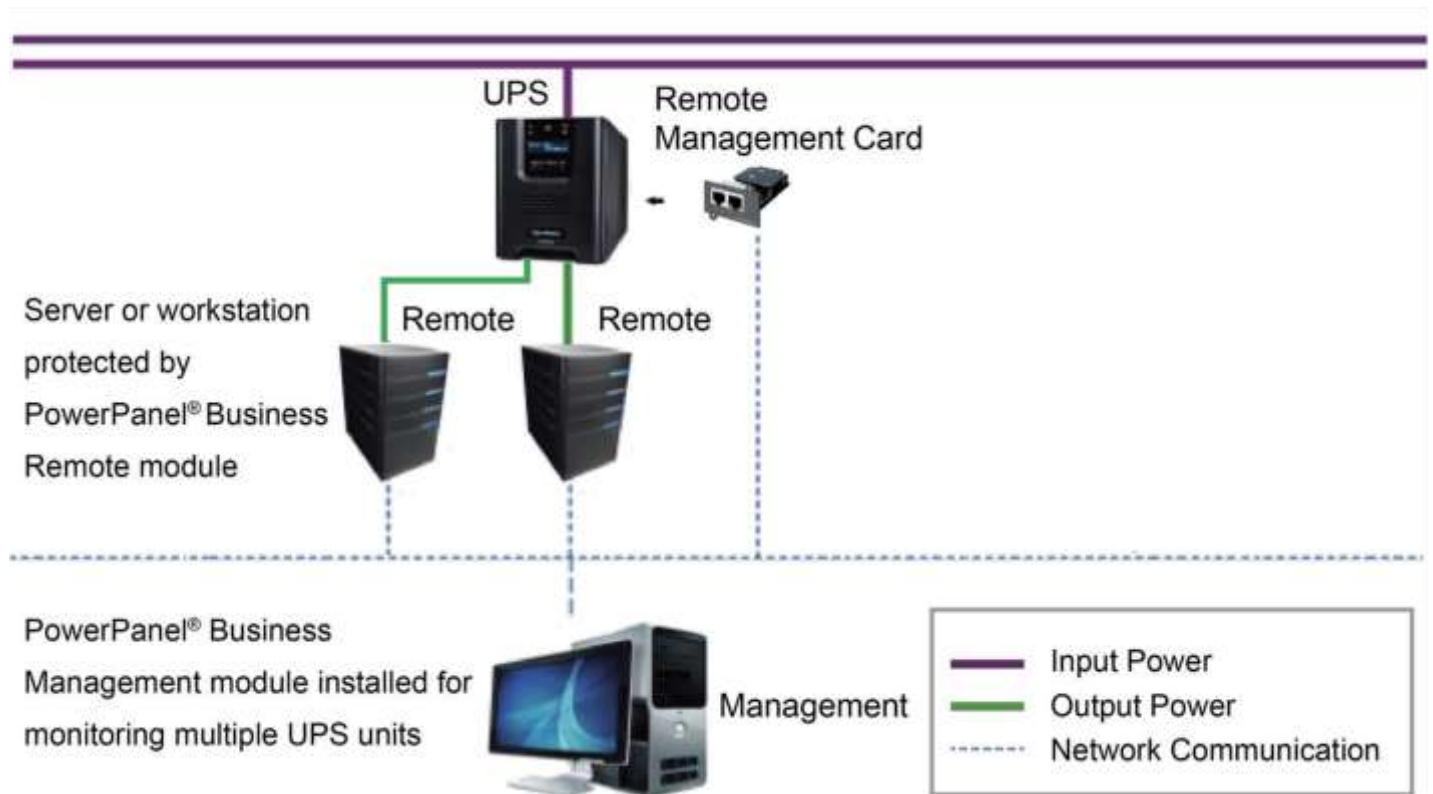 UPS
Remote
Management Card
Server or workstation
protected by
PowerPanel® Business
Remote module
Remote
Remote
PowerPanel® Business
Management module installed for
monitoring multiple UPS units
Management
Input Power
Output Power
Network Communication